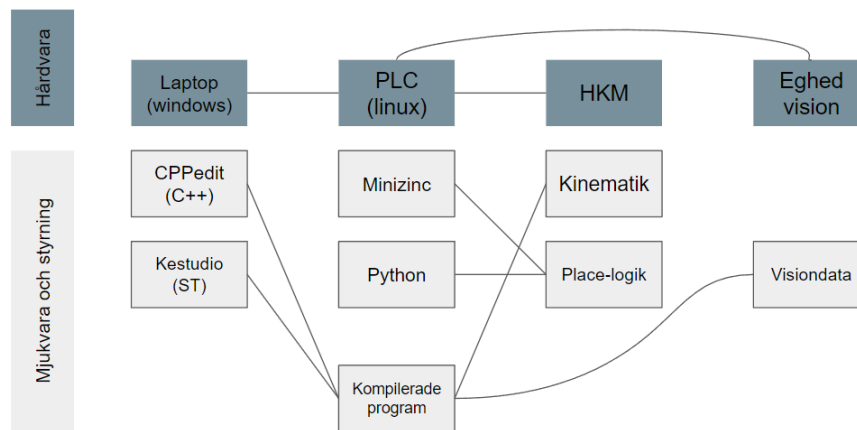 Hårdvara
Laptop
(windows)
PLC
(linux)
HKM
Eghed
vision
Mjukvara och styrning
CPPedit
(C++)
Minizinc
Kinematik
Kestudio
(ST)
Python
Place-logik
Visiondata
Kompilerade
program